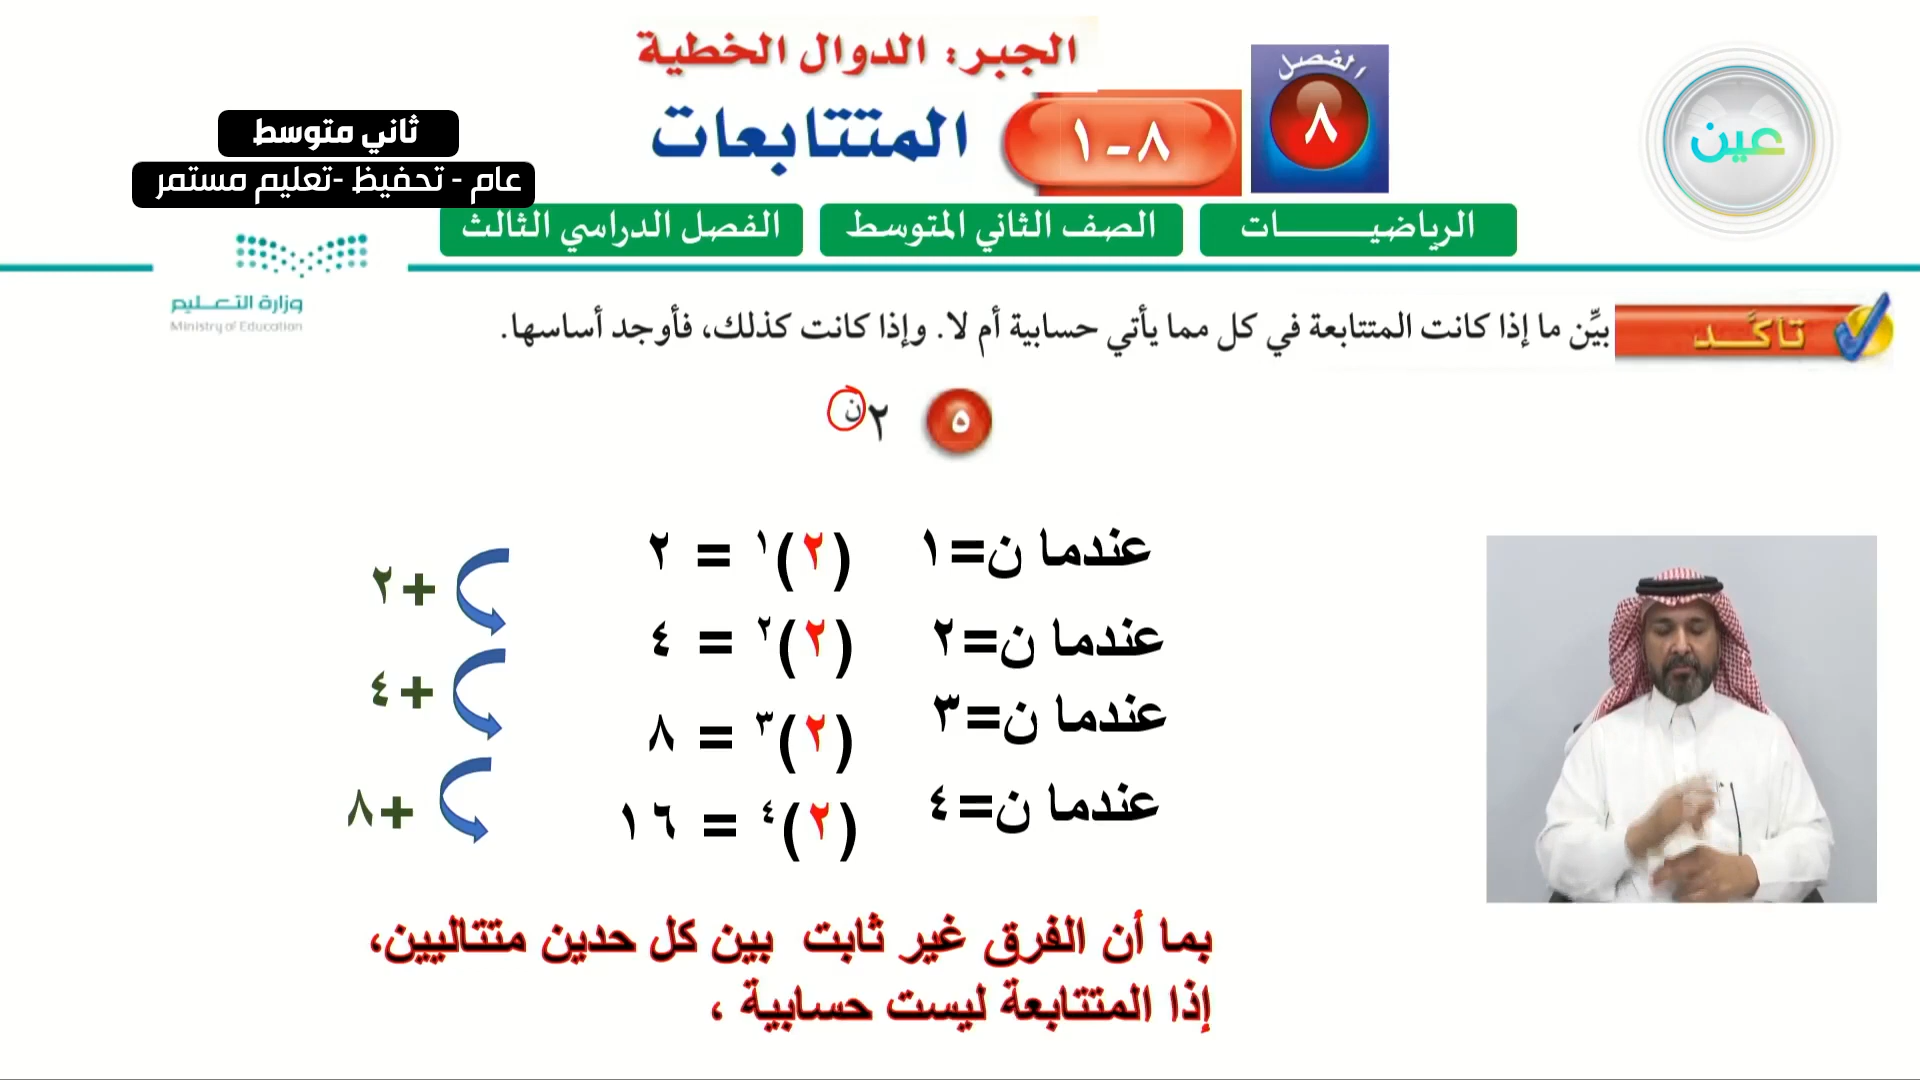 الجبر: الدوال الخطية
الفصل
٨
٨-١
المتتابعات
عين
ثاني متوسط
عام - تحفيظ -تعليم مستمر
الرياضيـــــــــات
الصف الثاني المتوسط
الفصل الدراسي الثالث
وزارة التعـــليم
Ministry of Education
تأكــد
بيِّن ما إذا كانت المتتابعة في كل مما يأتي حسابية أم لا. وإذا كانت كذلك، فأوجد أساسها.
٥ ٢ن
عندما ن=١ (٢)١ = ٢
+٢
عندما ن=٢ (٢)٢ = ٤
+٤
عندما ن=٣ (٢)٣ = ٨
+٨
عندما ن=٤ (٢)٤ = ١٦
بما أن الفرق غير ثابت بين كل حدين متتاليين،
إذا المتتابعة ليست حسابية ،